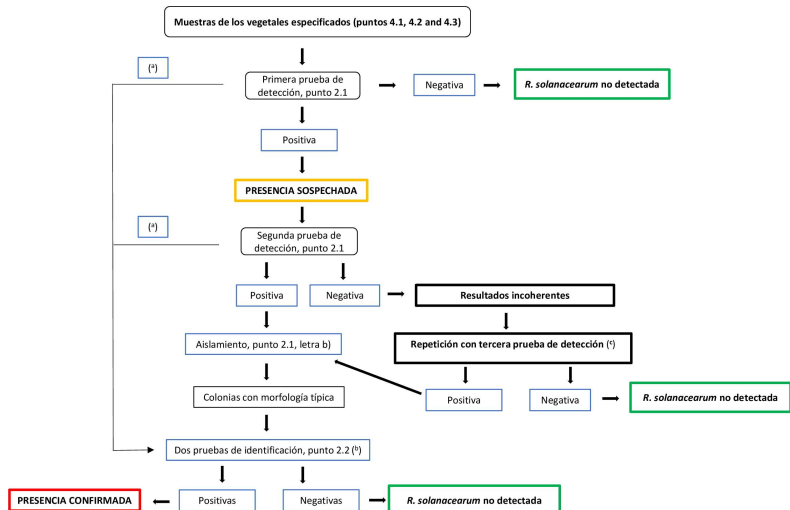 Muestras de los vegetales especificados (puntos 4.1, 4.2 and 4.3)
(a)
Primera prueba de
detección, punto 2.1
Negativa
R. solanacearum no detectada
Positiva
PRESENCIA SOSPECHADA
(a)
Segunda prueba de
detección, punto 2.1
Positiva
Negativa
Resultados incoherentes
Aislamiento, punto 2.1, letra b)
Repetición con tercera prueba de detección (c)
Colonias con morfología típica
Positiva
Negativa
R. solanacearum no detectada
Dos pruebas de identificación, punto 2.2 (b)
PRESENCIA CONFIRMADA
Positivas
Negativas
R. solanacearum no detectada